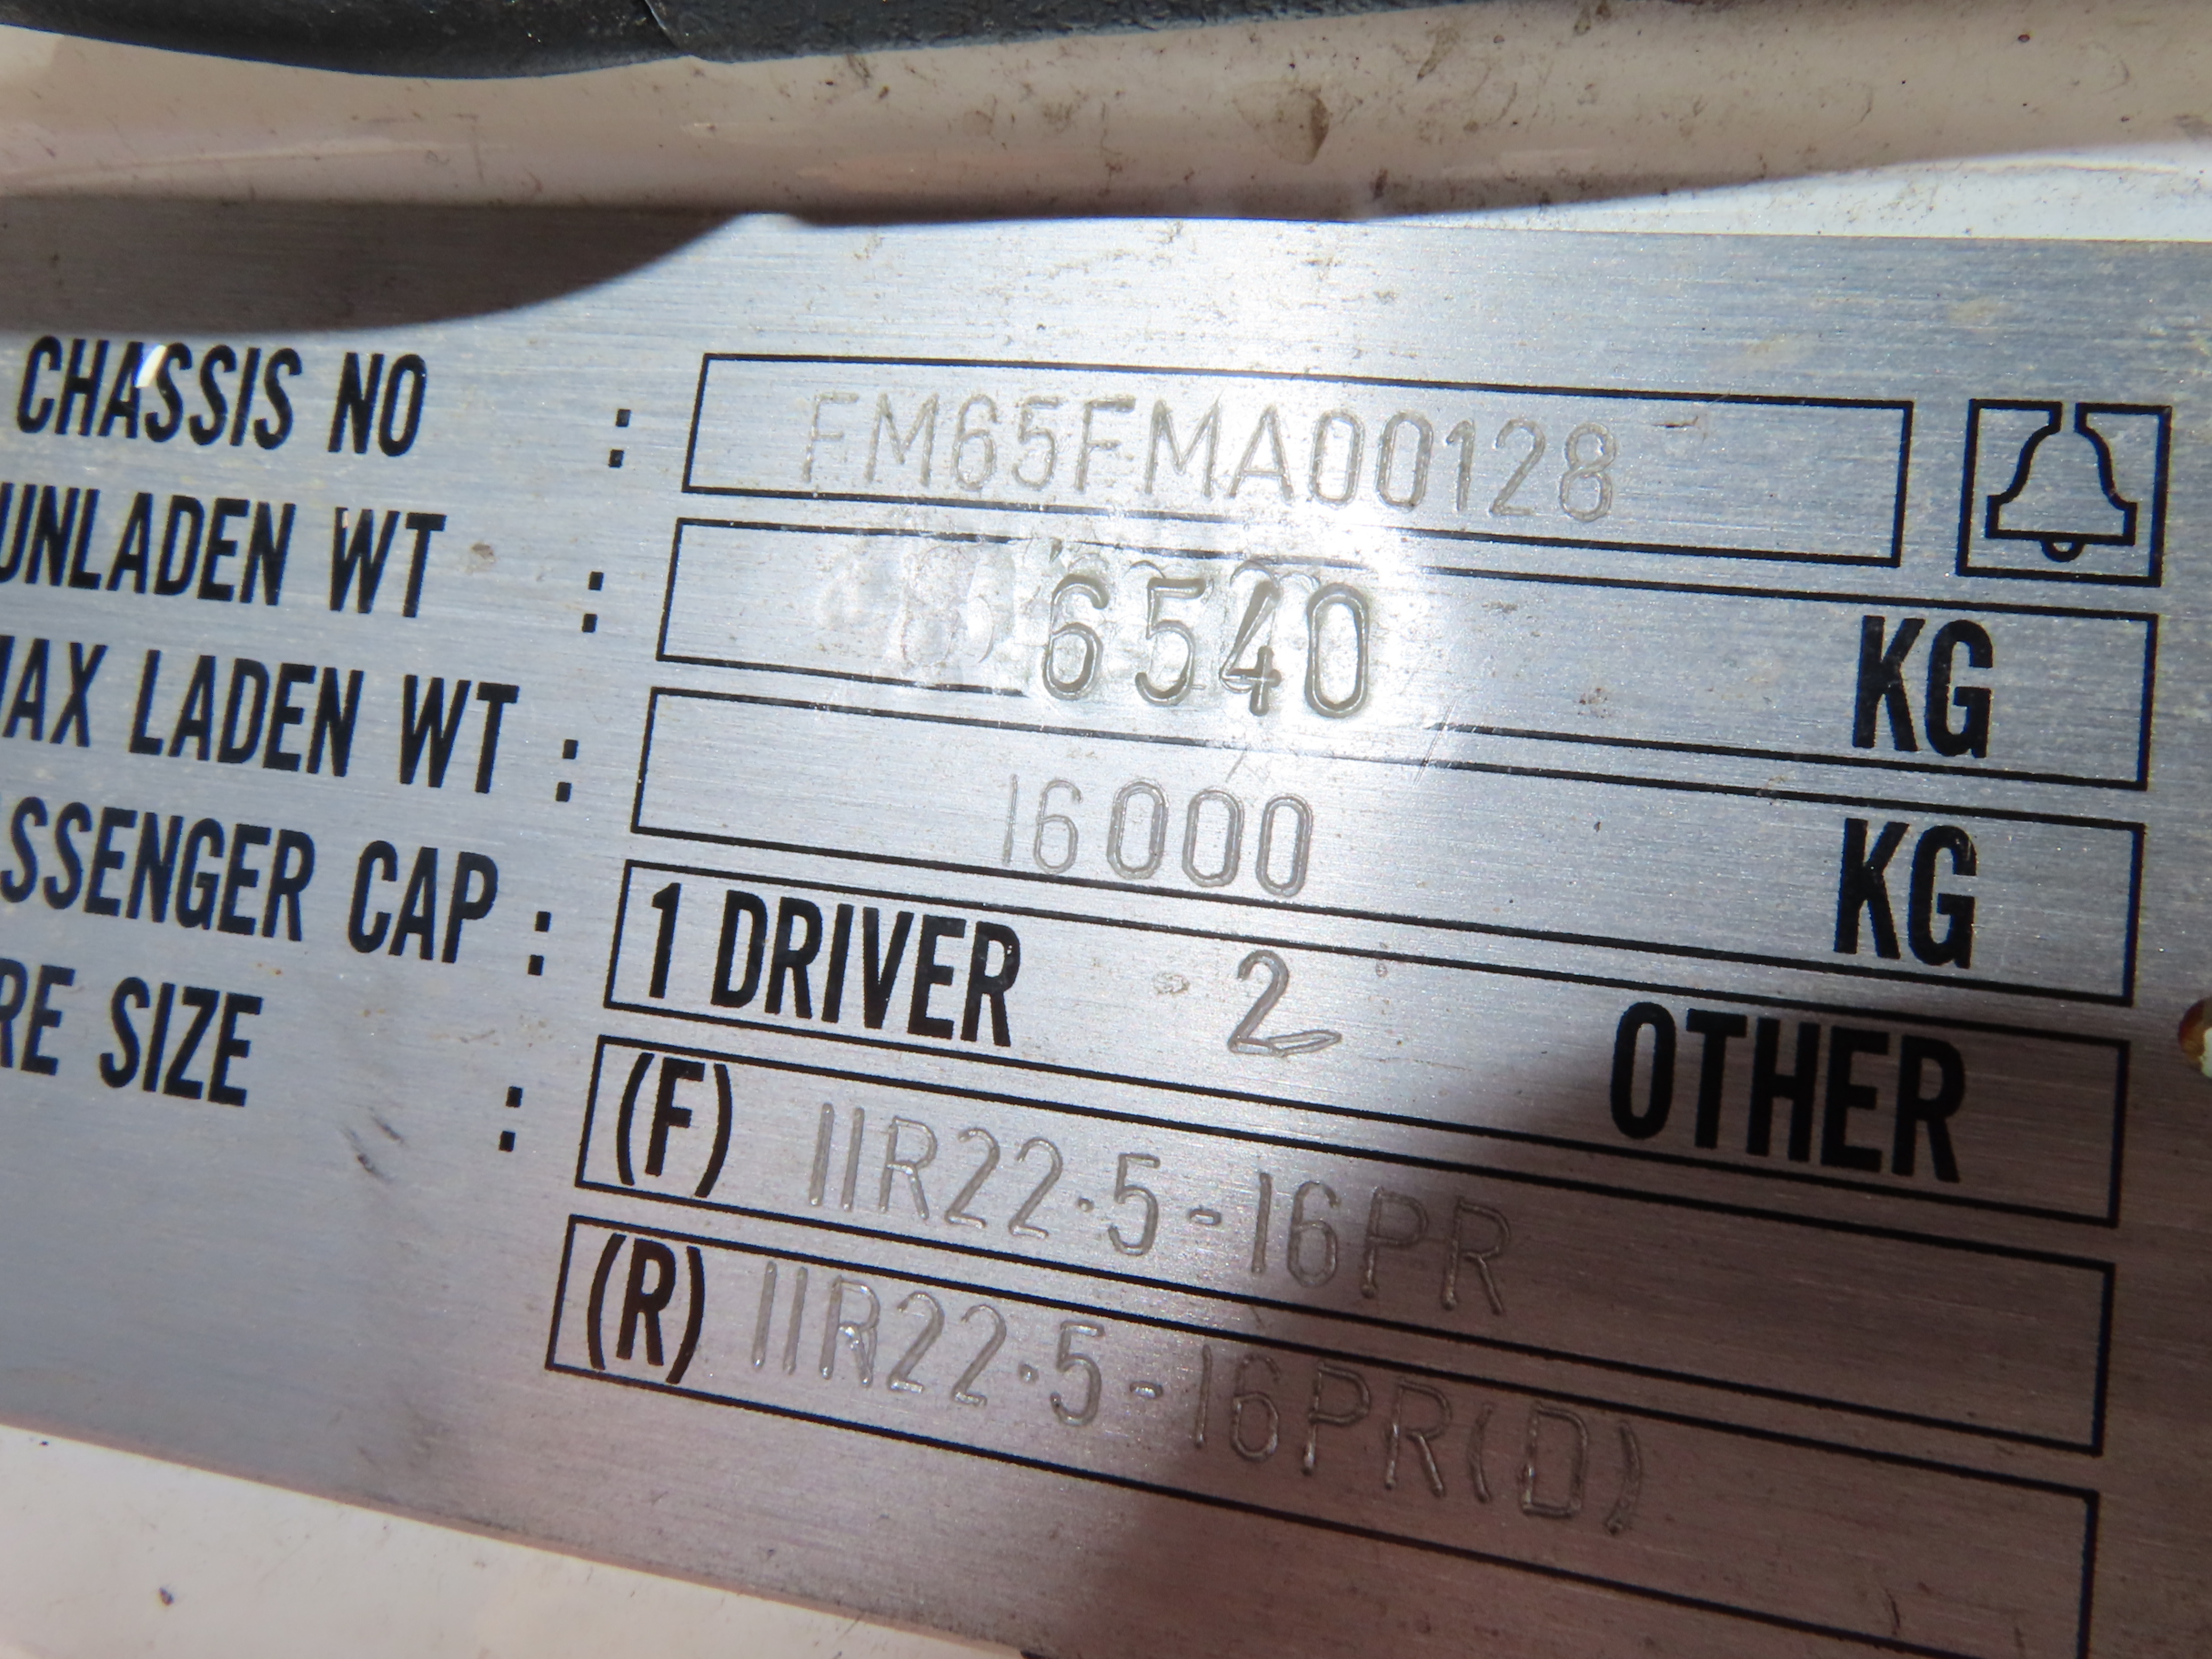 CHASSIS NO : FM65FMA00128
UNLADEN WT : 6540 KG
MAX LADEN WT : 16000 KG
ASSENGER CAP : 1 DRIVER 2 OTHER
RE SIZE : (F) 11R22.5-16PR
(R) 11R22.5-16PR(D)